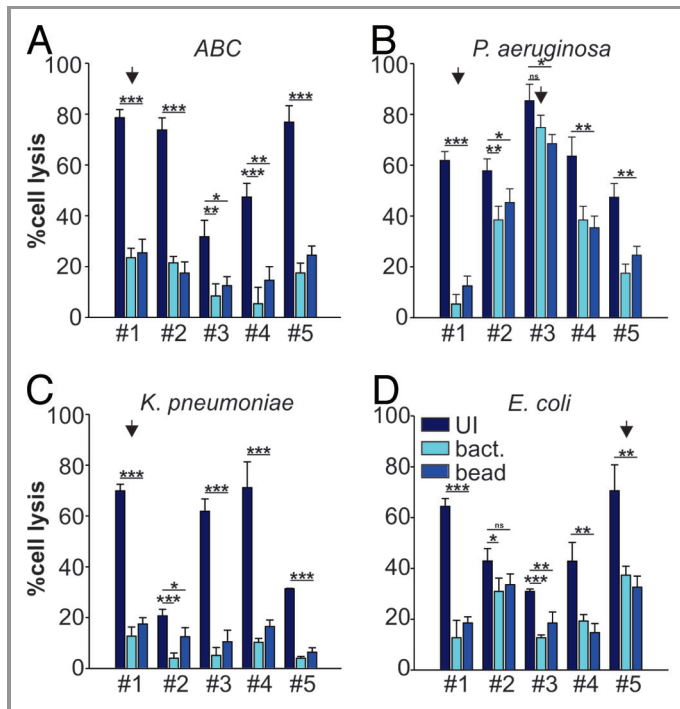 A
ABC
100
80
60
40
20
0
%cell lysis
***
***
**
*
***
**
***
#1 #2 #3 #4 #5
B
P. aeruginosa
100
80
60
40
20
0
***
**
*
ns
*
**
**
#1 #2 #3 #4 #5
C
K. pneumoniae
100
80
60
40
20
0
%cell lysis
***
***
*
***
***
***
#1 #2 #3 #4 #5
D
E. coli
UI
bact.
bead
100
80
60
40
20
0
***
*
ns
***
**
**
**
#1 #2 #3 #4 #5